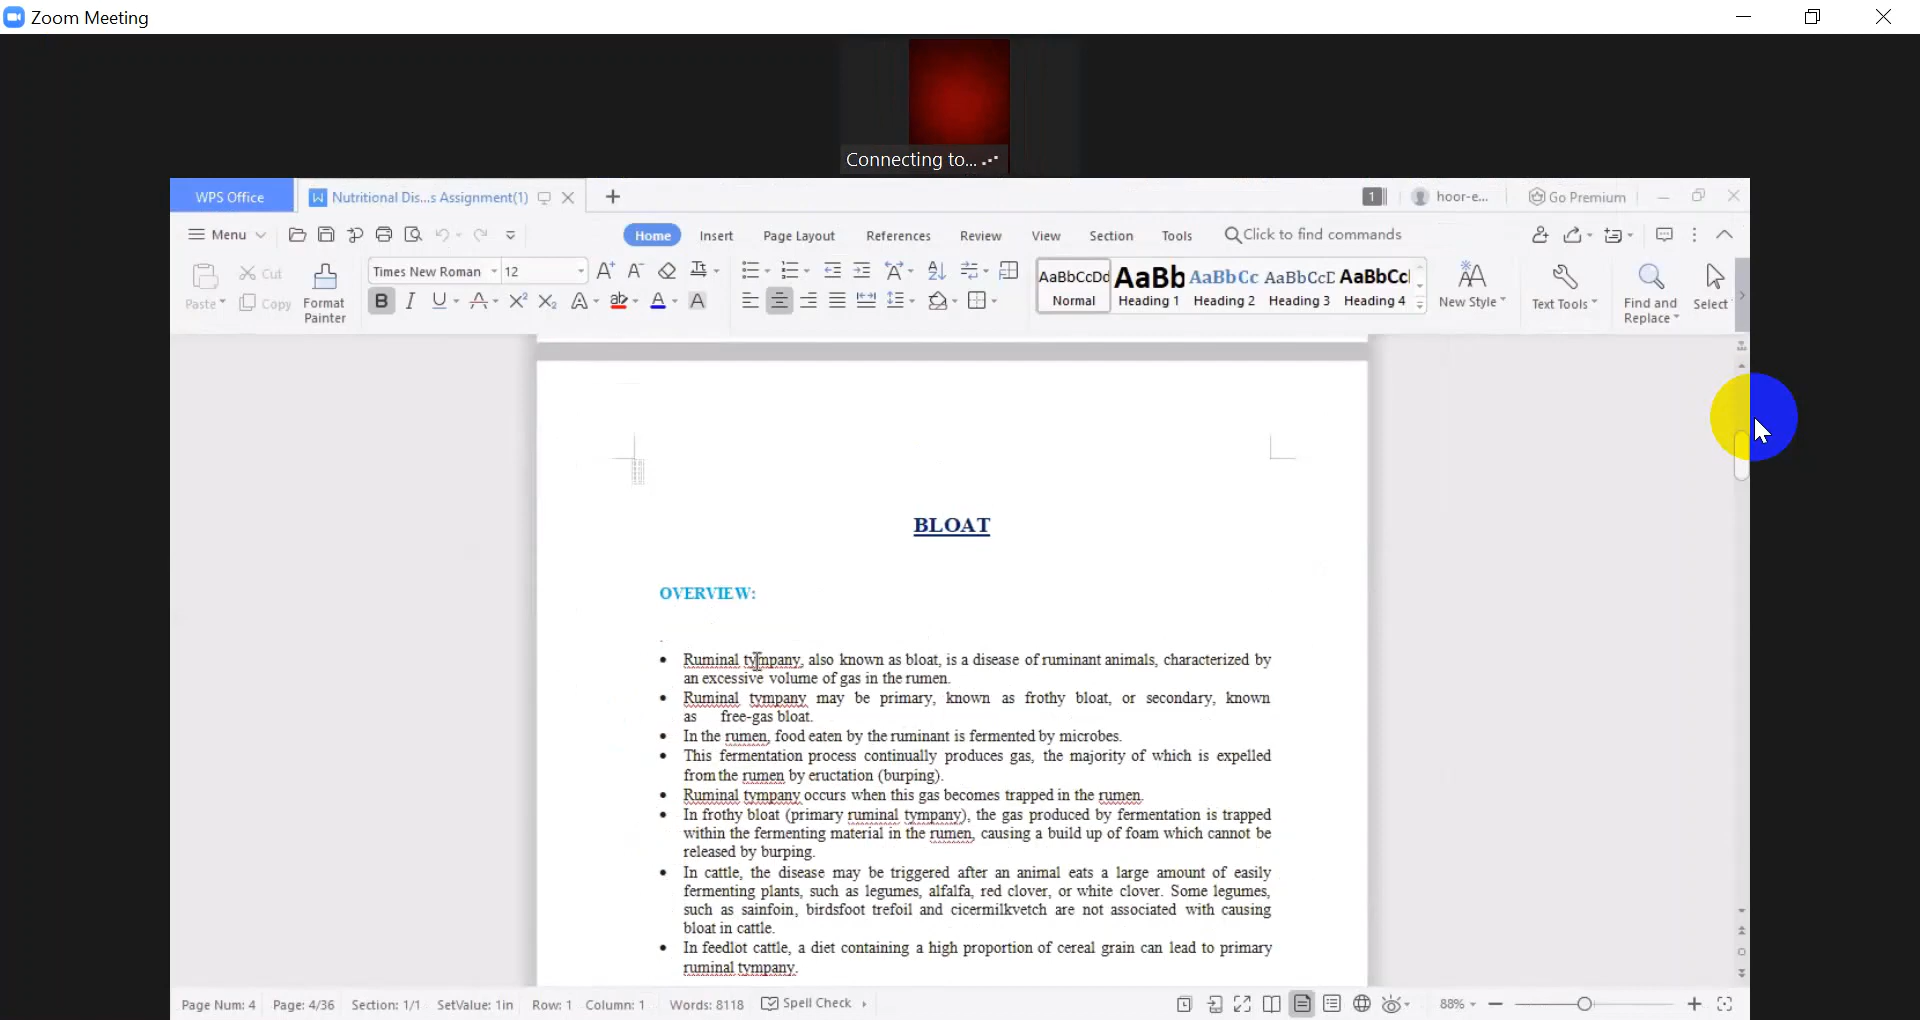 Zoom Meeting
Connecting to...
WPS Office
Nutritional Dis...s Assignment(1)
1
hoor-e...
Go Premium
Menu
Home
Insert
Page Layout
References
Review
View
Section
Tools
Click to find commands
Paste
Cut
Copy
Format
Painter
Times New Roman
12
AaBbCcDd
AaBb
AaBbCc
AaBbCcD
AaBbCc
Normal
Heading 1
Heading 2
Heading 3
Heading 4
New Style
Text Tools
Find and
Replace
Select
BLOAT
OVERVIEW:
• Ruminal tympany, also known as bloat, is a disease of ruminant animals, characterized by
an excessive volume of gas in the rumen.
• Ruminal tympany may be primary, known as frothy bloat, or secondary, known
as free-gas bloat.
• In the rumen, food eaten by the ruminant is fermented by microbes.
• This fermentation process continually produces gas, the majority of which is expelled
from the rumen by eructation (burping).
• Ruminal tympany occurs when this gas becomes trapped in the rumen.
• In frothy bloat (primary ruminal tympany), the gas produced by fermentation is trapped
within the fermenting material in the rumen, causing a build up of foam which cannot be
released by burping.
• In cattle, the disease may be triggered after an animal eats a large amount of easily
fermenting plants, such as legumes, alfalfa, red clover, or white clover. Some legumes,
such as sainfoin, birdsfoot trefoil and cicermilkvetch are not associated with causing
bloat in cattle.
• In feedlot cattle, a diet containing a high proportion of cereal grain can lead to primary
ruminal tympany.
Page Num: 4
Page: 4/36
Section: 1/1
SetValue: 1in
Row: 1
Column: 1
Words: 8118
Spell Check
88%